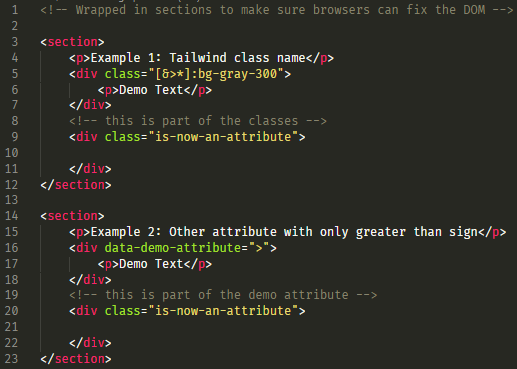 1 <!-- Wrapped in sections to make sure browsers can fix the DOM -->
2
3 <section>
4     <p>Example 1: Tailwind class name</p>
5     <div class="[&>*]:bg-gray-300">
6         <p>Demo Text</p>
7     </div>
8     <!-- this is part of the classes -->
9     <div class="is-now-an-attribute">
10
11     </div>
12 </section>
13
14 <section>
15     <p>Example 2: Other attribute with only greater than sign</p>
16     <div data-demo-attribute=">">
17         <p>Demo Text</p>
18     </div>
19     <!-- this is part of the demo attribute -->
20     <div class="is-now-an-attribute">
21
22     </div>
23 </section>